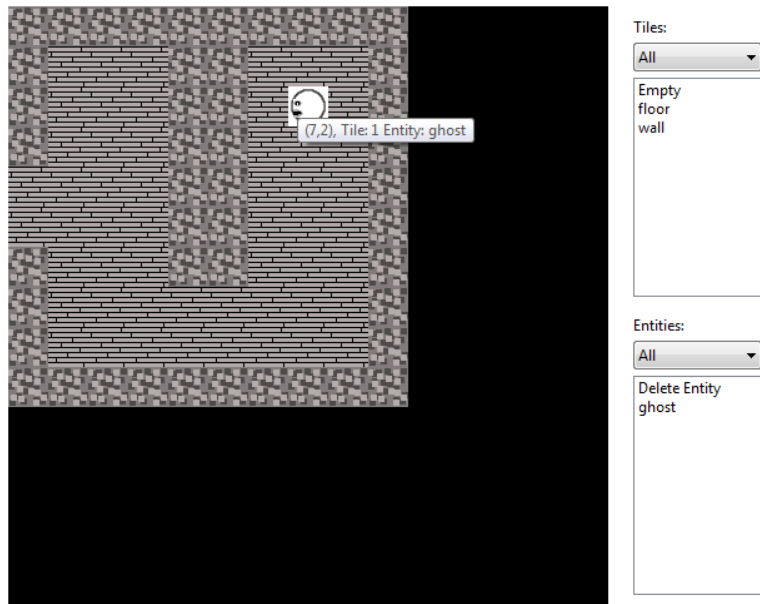 Tiles:
All
Empty
floor
wall
(7,2), Tile: 1 Entity: ghost
Entities:
All
Delete Entity
ghost